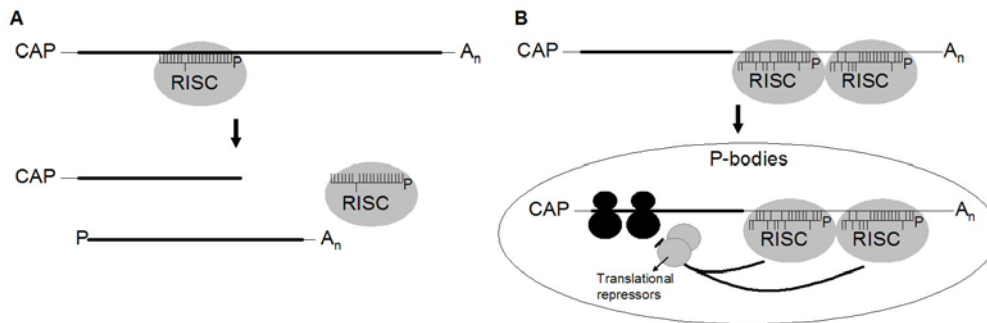 A
CAP An
P
RISC
CAP
P
RISC
P An
B
CAP An
P P
RISC RISC
P-bodies
CAP An
P P
RISC RISC
Translational
repressors